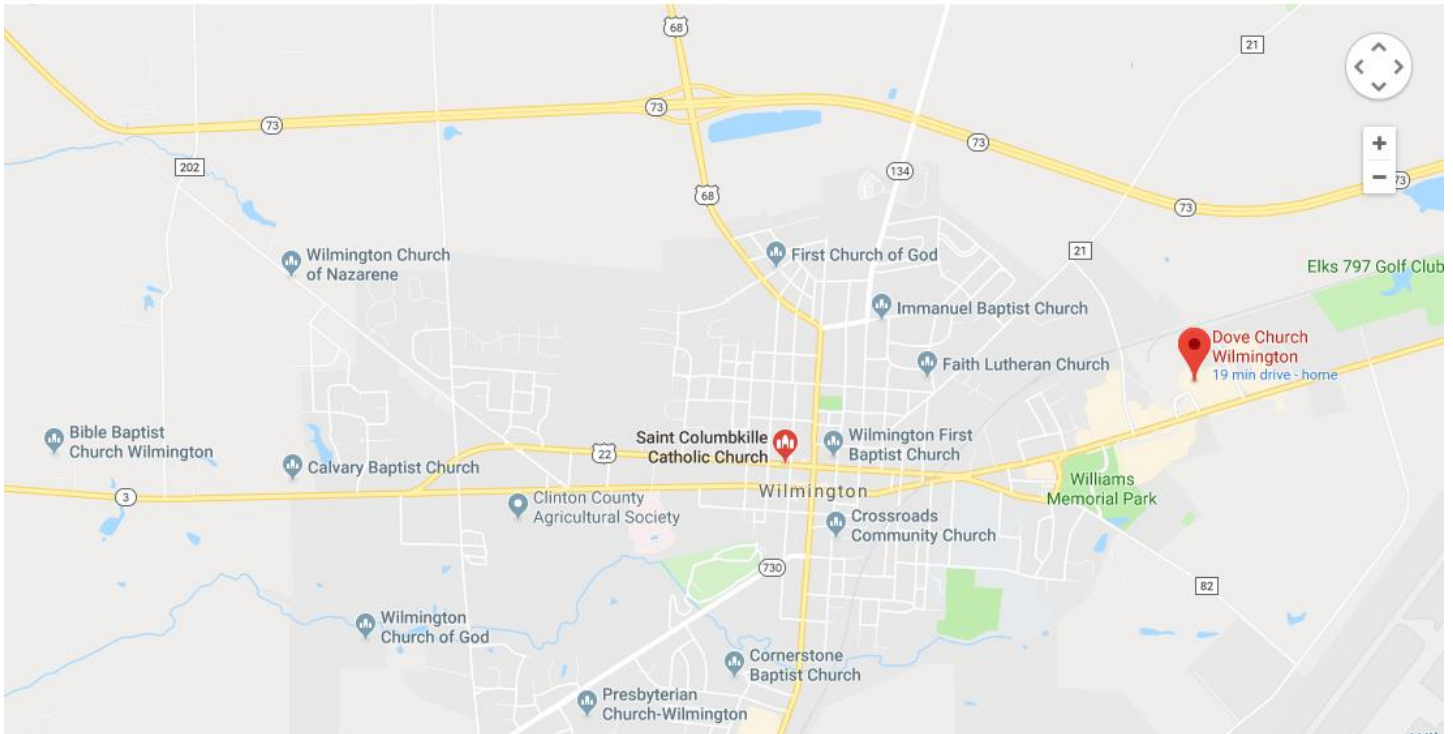 68
21
73
73
73
202
134
73
68
73
21
Wilmington Church
of Nazarene
First Church of God
Elks 797 Golf Club
Immanuel Baptist Church
Dove Church
Wilmington
19 min drive - home
Faith Lutheran Church
Bible Baptist
Church Wilmington
Saint Columbkille
Catholic Church
Wilmington First
Baptist Church
22
Calvary Baptist Church
Williams
Memorial Park
Wilmington
3
Clinton County
Agricultural Society
Crossroads
Community Church
730
82
Wilmington
Church of God
Cornerstone
Baptist Church
Presbyterian
Church-Wilmington